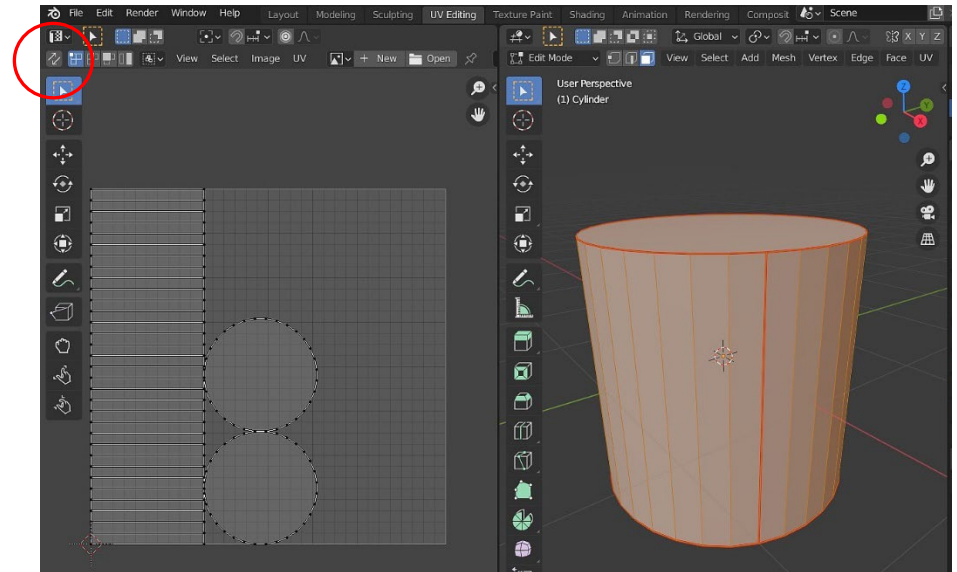 File Edit Render Window Help Layout Modeling Sculpting UV Editing Texture Paint Shading Animation Rendering Composit Scene
Global X Y Z
View Select Image UV New Open
Edit Mode View Select Add Mesh Vertex Edge Face UV
User Perspective
(1) Cylinder
Z
Y
X